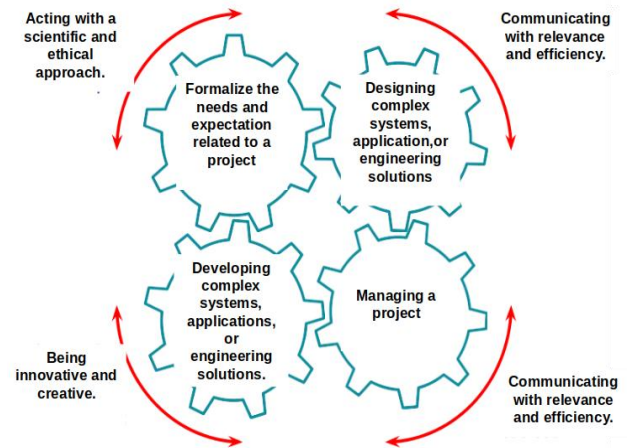 Acting with a
scientific and
ethical
approach.
Communicating
with relevance
and efficiency.
Formalize the
needs and
expectation
related to a
project
Designing
complex
systems,
application,or
engineering
solutions
Developing
complex
systems,
applications,
or
engineering
solutions.
Managing a
project
Being
innovative and
creative.
Communicating
with relevance
and efficiency.